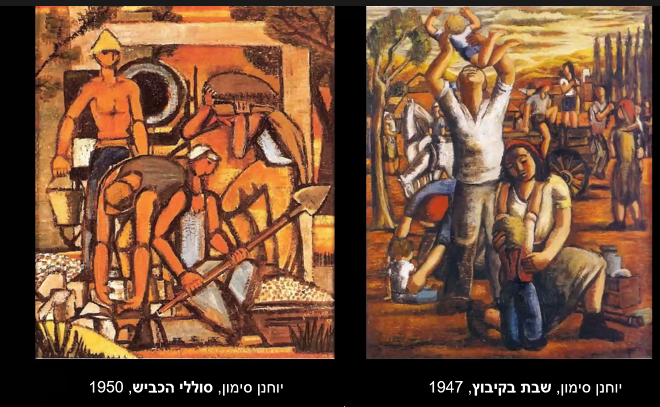 יוחנן סימון, שבת בקיבוץ, 1947
יוחנן סימון, סוללי הכביש, 1950